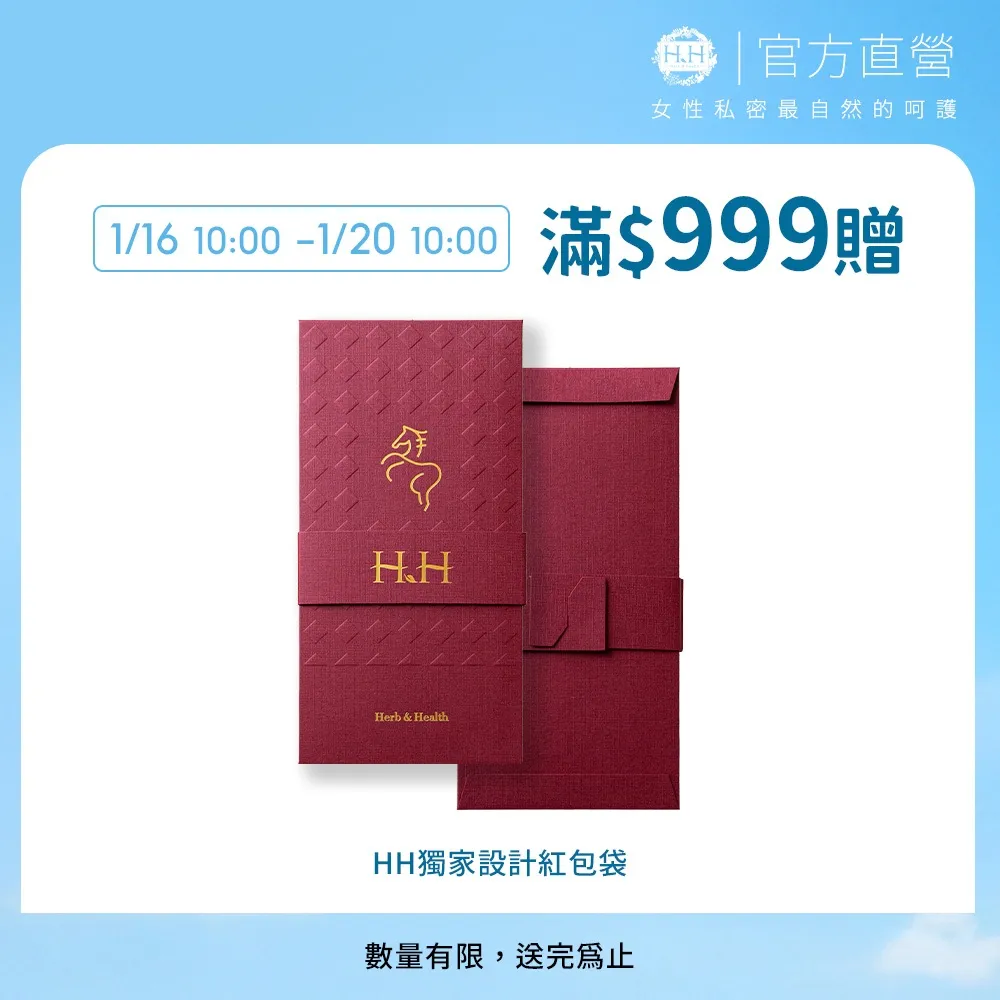 H&H 官方直營
女性私密最自然的呵護
1/16 10:00 -1/20 10:00
滿$999贈
H&H
Herb & Health
HH獨家設計紅包袋
數量有限，送完為止